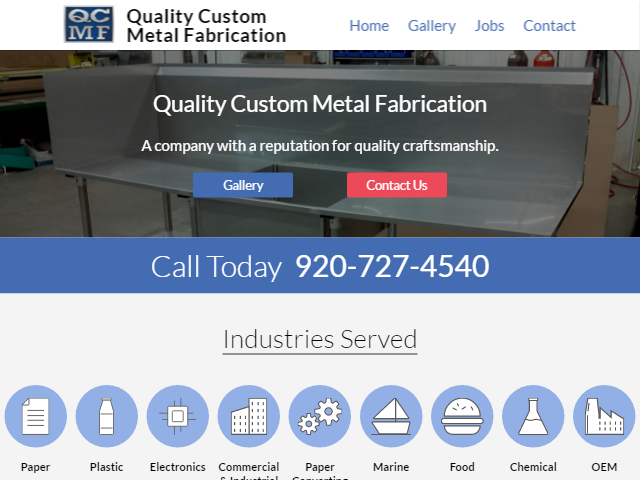 QC
MF
Quality Custom
Metal Fabrication
Home Gallery Jobs Contact
Quality Custom Metal Fabrication
A company with a reputation for quality craftsmanship.
Gallery Contact Us
Call Today 920-727-4540
Industries Served
Paper Plastic Electronics Commercial Paper Marine Food Chemical OEM
& Industrial Converting